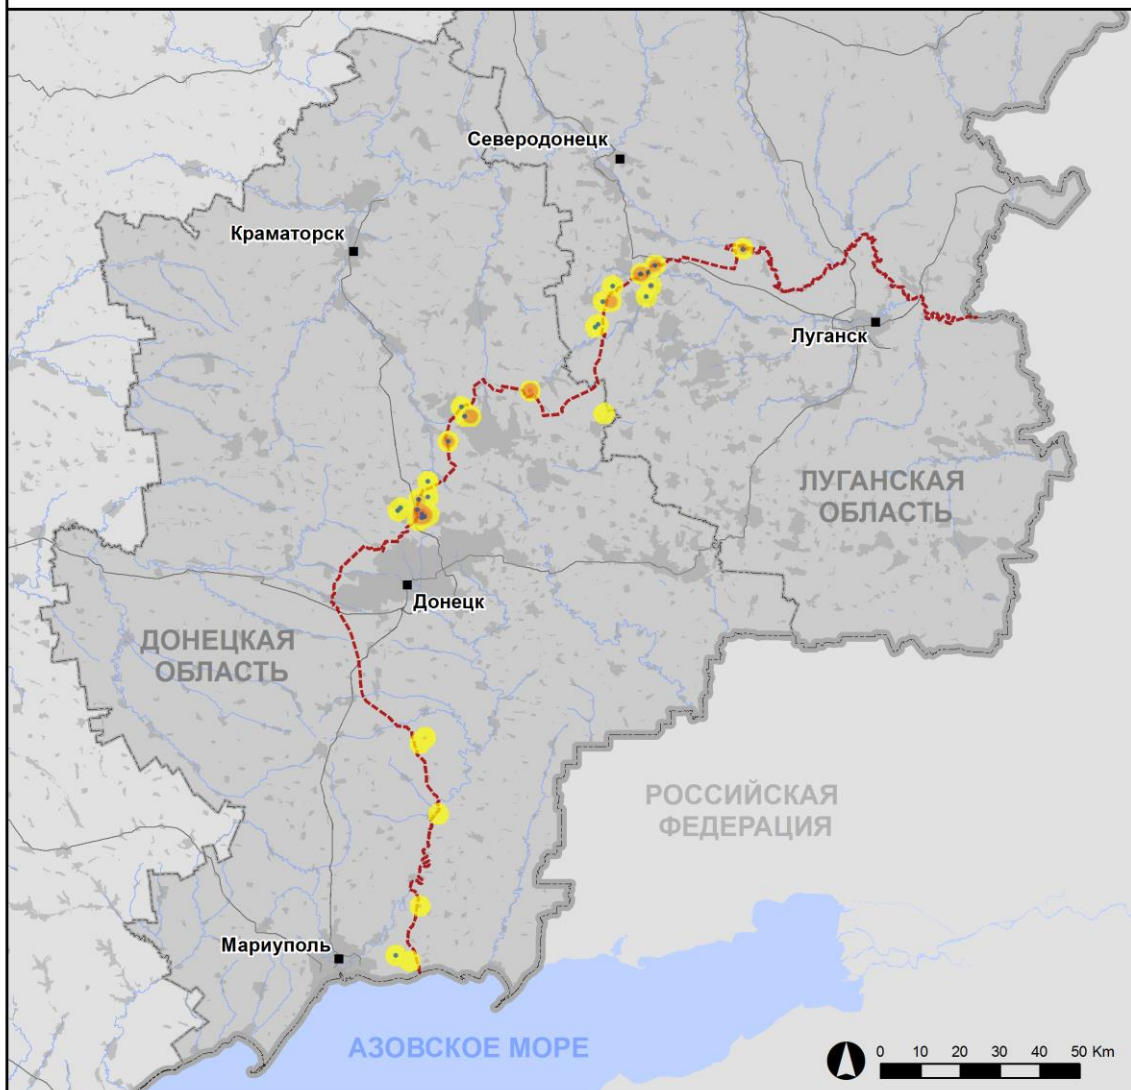 Северодонецк
Краматорск
Луганск
ЛУГАНСКАЯ
ОБЛАСТЬ
Донецк
ДОНЕЦКАЯ
ОБЛАСТЬ
РОССИЙСКАЯ
ФЕДЕРАЦИЯ
Мариуполь
АЗОВСКОЕ МОРЕ
0 10 20 30 40 50 Km